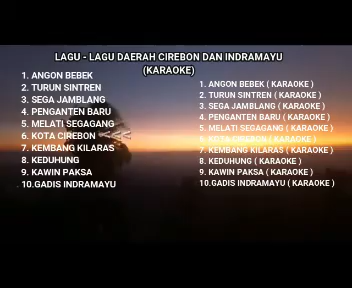 LAGU - LAGU DAERAH CIREBON DAN INDRAMAYU
(KARAOKE)
1. ANGON BEBEK
2. TURUN SINTREN
3. SEGA JAMBLANG
4. PENGANTEN BARU
5. MELATI SEGAGANG
6. KOTA CIREBON <<<
7. KEMBANG KILARAS
8. KEDUHUNG
9. KAWIN PAKSA
10.GADIS INDRAMAYU
1. ANGON BEBEK ( KARAOKE )
2. TURUN SINTREN ( KARAOKE )
3. SEGA JAMBLANG ( KARAOKE )
4. PENGANTEN BARU ( KARAOKE )
5. MELATI SEGAGANG ( KARAOKE )
6. KOTA CIREBON ( KARAOKE )
7. KEMBANG KILARAS ( KARAOKE )
8. KEDUHUNG ( KARAOKE )
9. KAWIN PAKSA ( KARAOKE )
10.GADIS INDRAMAYU ( KARAOKE )